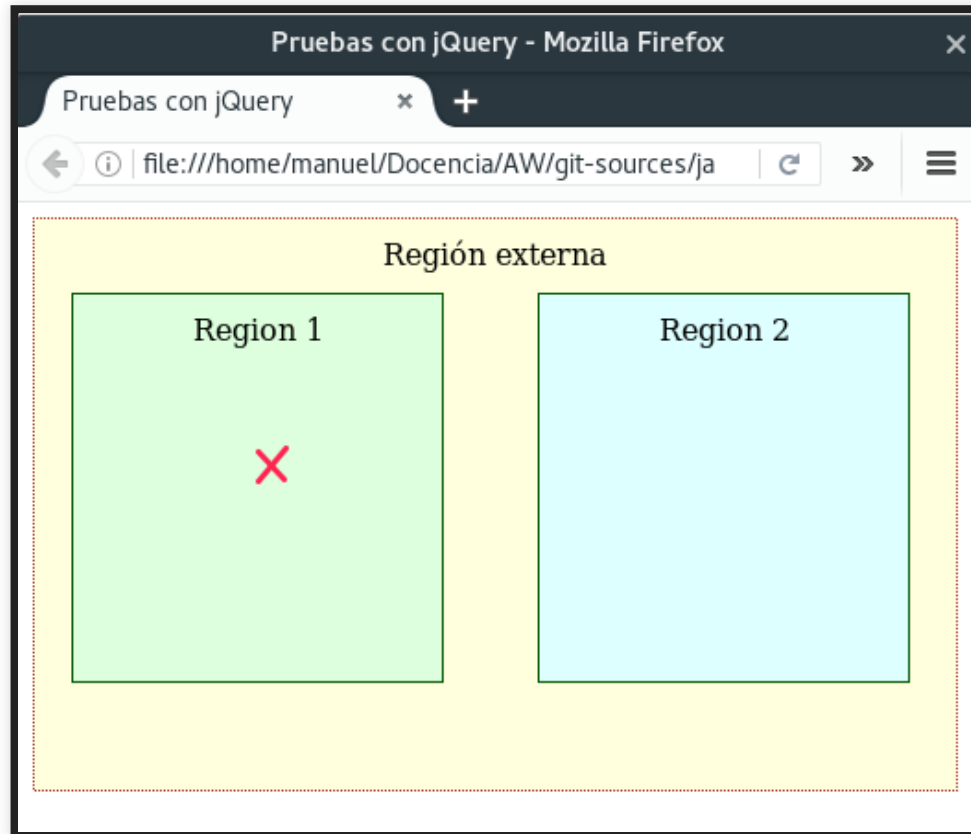 Pruebas con jQuery - Mozilla Firefox
Pruebas con jQuery
file:///home/manuel/Docencia/AW/git-sources/ja
Región externa
Region 1
Region 2